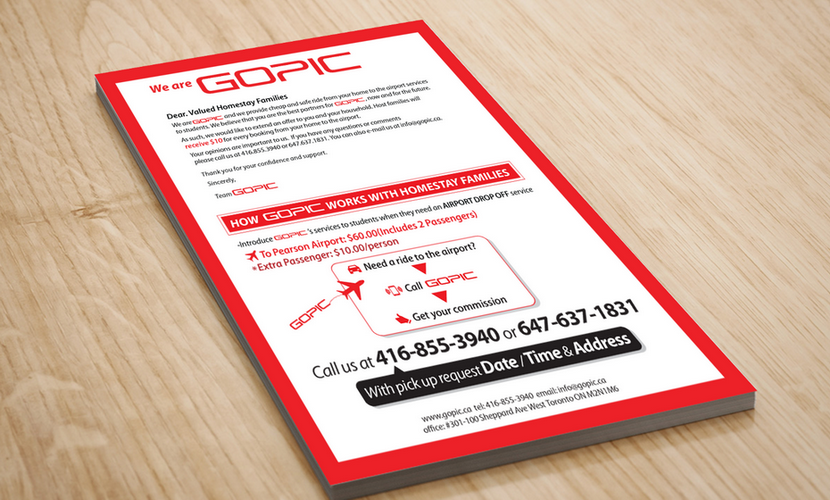 We are GOPIC
Dear. Valued Homestay Families
We are GOPIC and we provide cheap and safe ride from your home to the airport services
to students. We believe that you are the best partners for GOPIC, now and for the future.
As such, we would like to extend an offer to you and your household. Host families will
receive $10 for every booking from your home to the airport.
Your opinions are important to us. If you have any questions or comments
please call us at 416.855.3940 or 647.637.1831. You can also e-mail us at info@gopic.ca.
Thank you for your confidence and support.
Sincerely,
Team GOPIC
HOW GOPIC WORKS WITH HOMESTAY FAMILIES
-Introduce GOPIC's services to students when they need an AIRPORT DROP OFF service
To Pearson Airport: $60.00(Includes 2 Passengers)
*Extra Passenger: $10.00/person
Need a ride to the airport?
GOPIC
Call GOPIC
Get your commission
Call us at 416-855-3940 or 647-637-1831
With pick up request Date / Time & Address
www.gopic.ca tel: 416-855-3940 email: info@gopic.ca
office: #301-100 Sheppard Ave West Toronto ON. M2N1M6